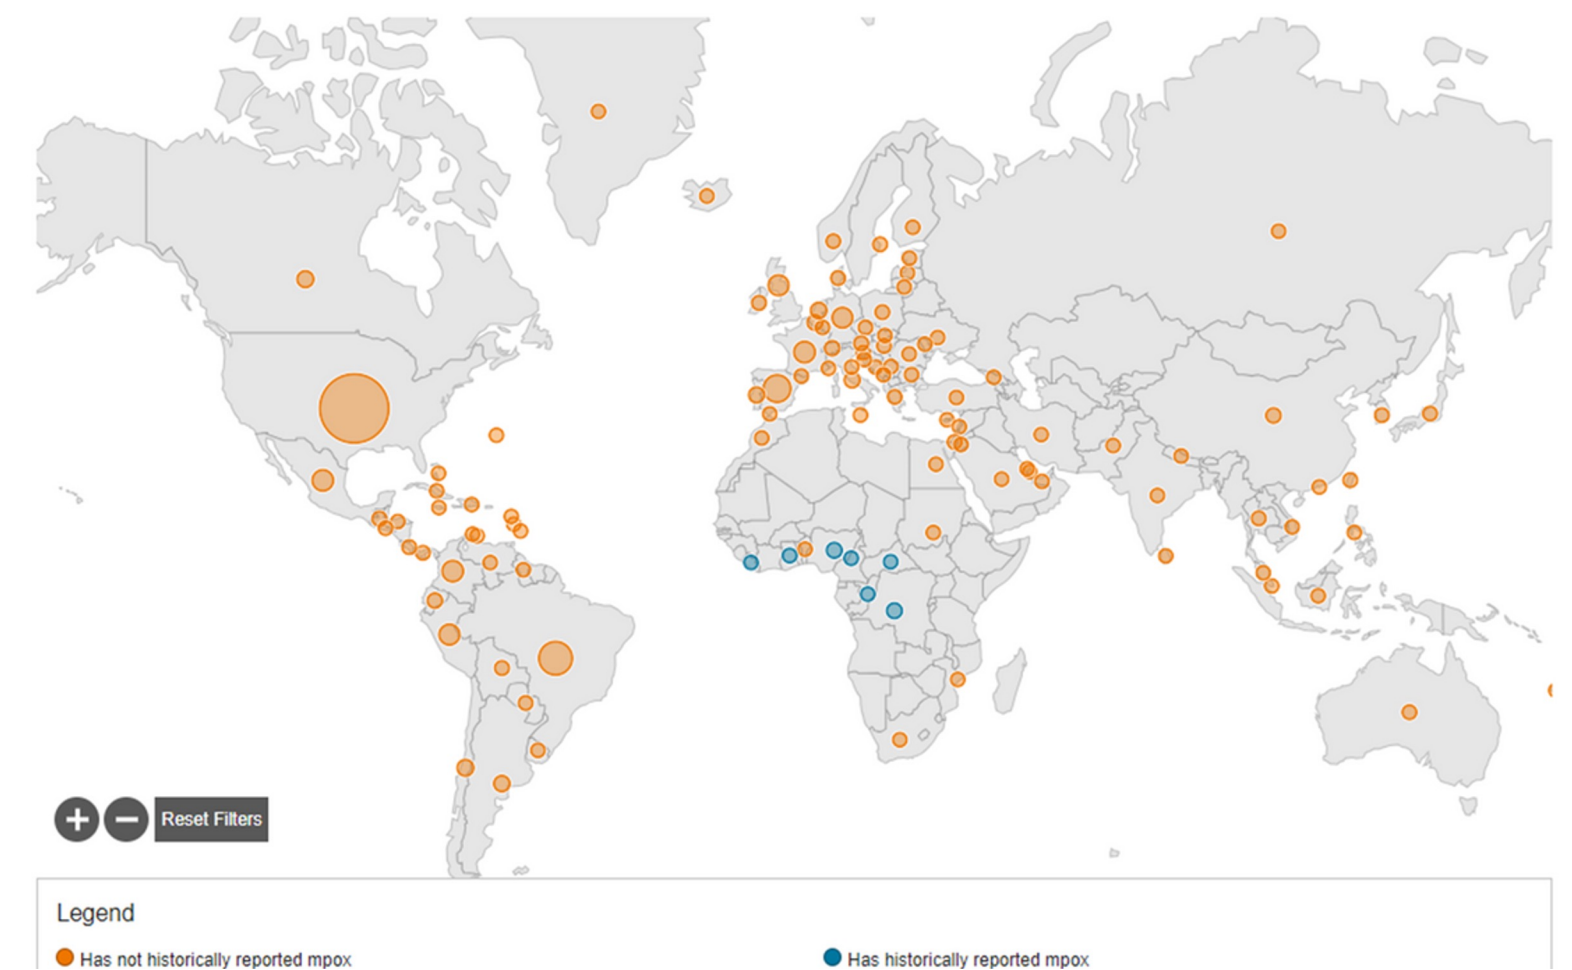 Reset Filters
Legend
Has not historically reported mpox
Has historically reported mpox